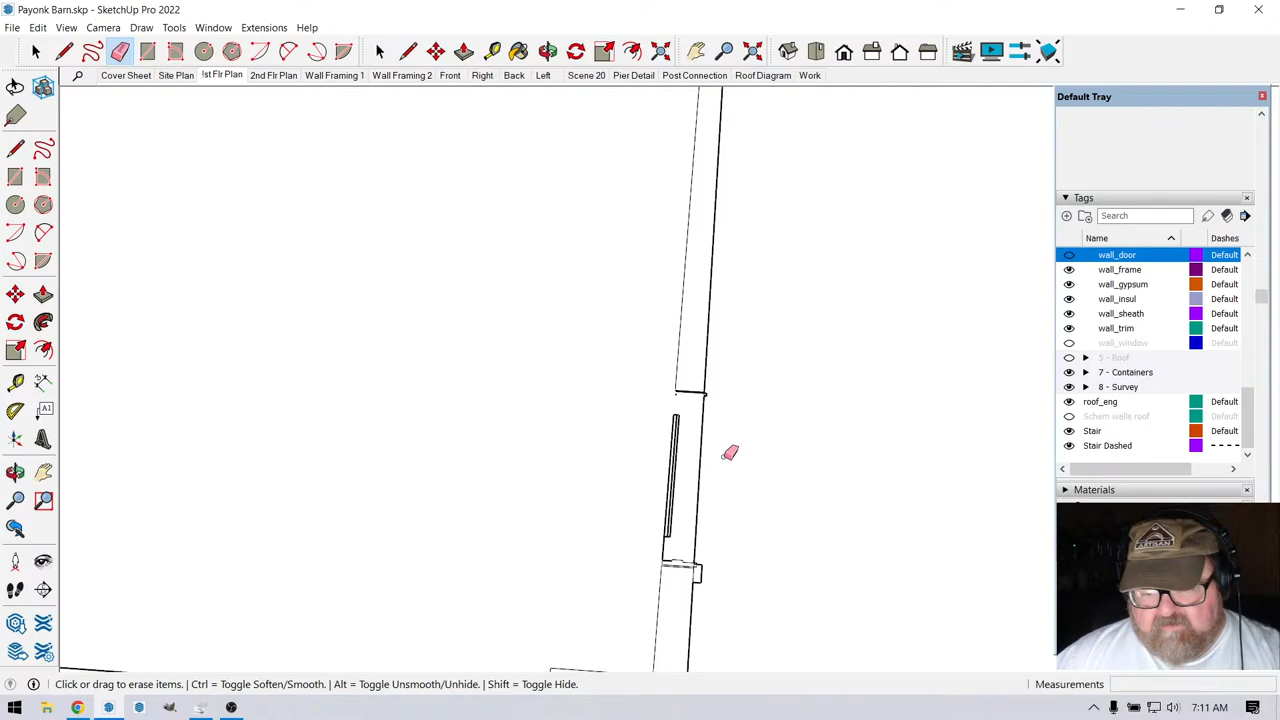 Payonk Barn.skp - SketchUp Pro 2022
File Edit View Camera Draw Tools Window Extensions Help
Cover Sheet Site Plan !st Flr Plan 2nd Flr Plan Wall Framing 1 Wall Framing 2 Front Right Back Left Scene 20 Pier Detail Post Connection Roof Diagram Work
Default Tray
Tags
Search
Name Dashes
wall_door Default
wall_frame Default
wall_gypsum Default
wall_insul Default
wall_sheath Default
wall_trim Default
wall_window Default
5 - Roof
7 - Containers
8 - Survey
roof_eng Default
Schem walls roof Default
Stair Default
Stair Dashed
Materials
A1
ARTISAN
Click or drag to erase items. | Ctrl = Toggle Soften/Smooth. | Alt = Toggle Unsmooth/Unhide. | Shift = Toggle Hide.
Measurements
7:11 AM